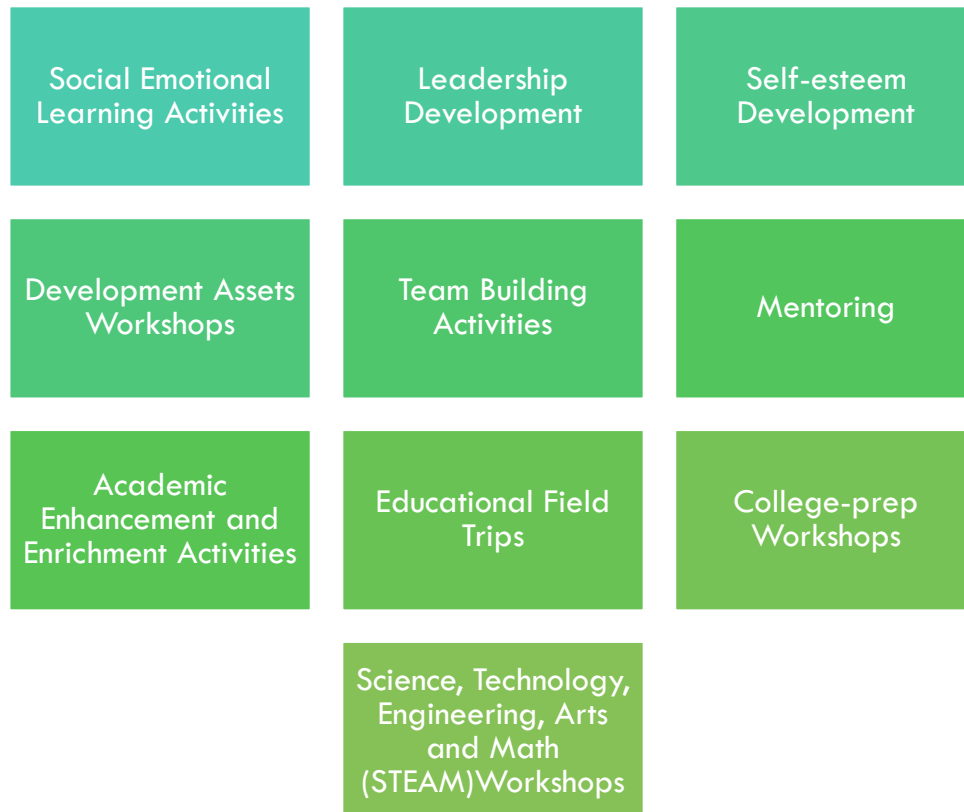 Social Emotional
Learning Activities
Leadership
Development
Self-esteem
Development
Development Assets
Workshops
Team Building
Activities
Mentoring
Academic
Enhancement and
Enrichment Activities
Educational Field
Trips
College-prep
Workshops
Science, Technology,
Engineering, Arts
and Math
(STEAM)Workshops